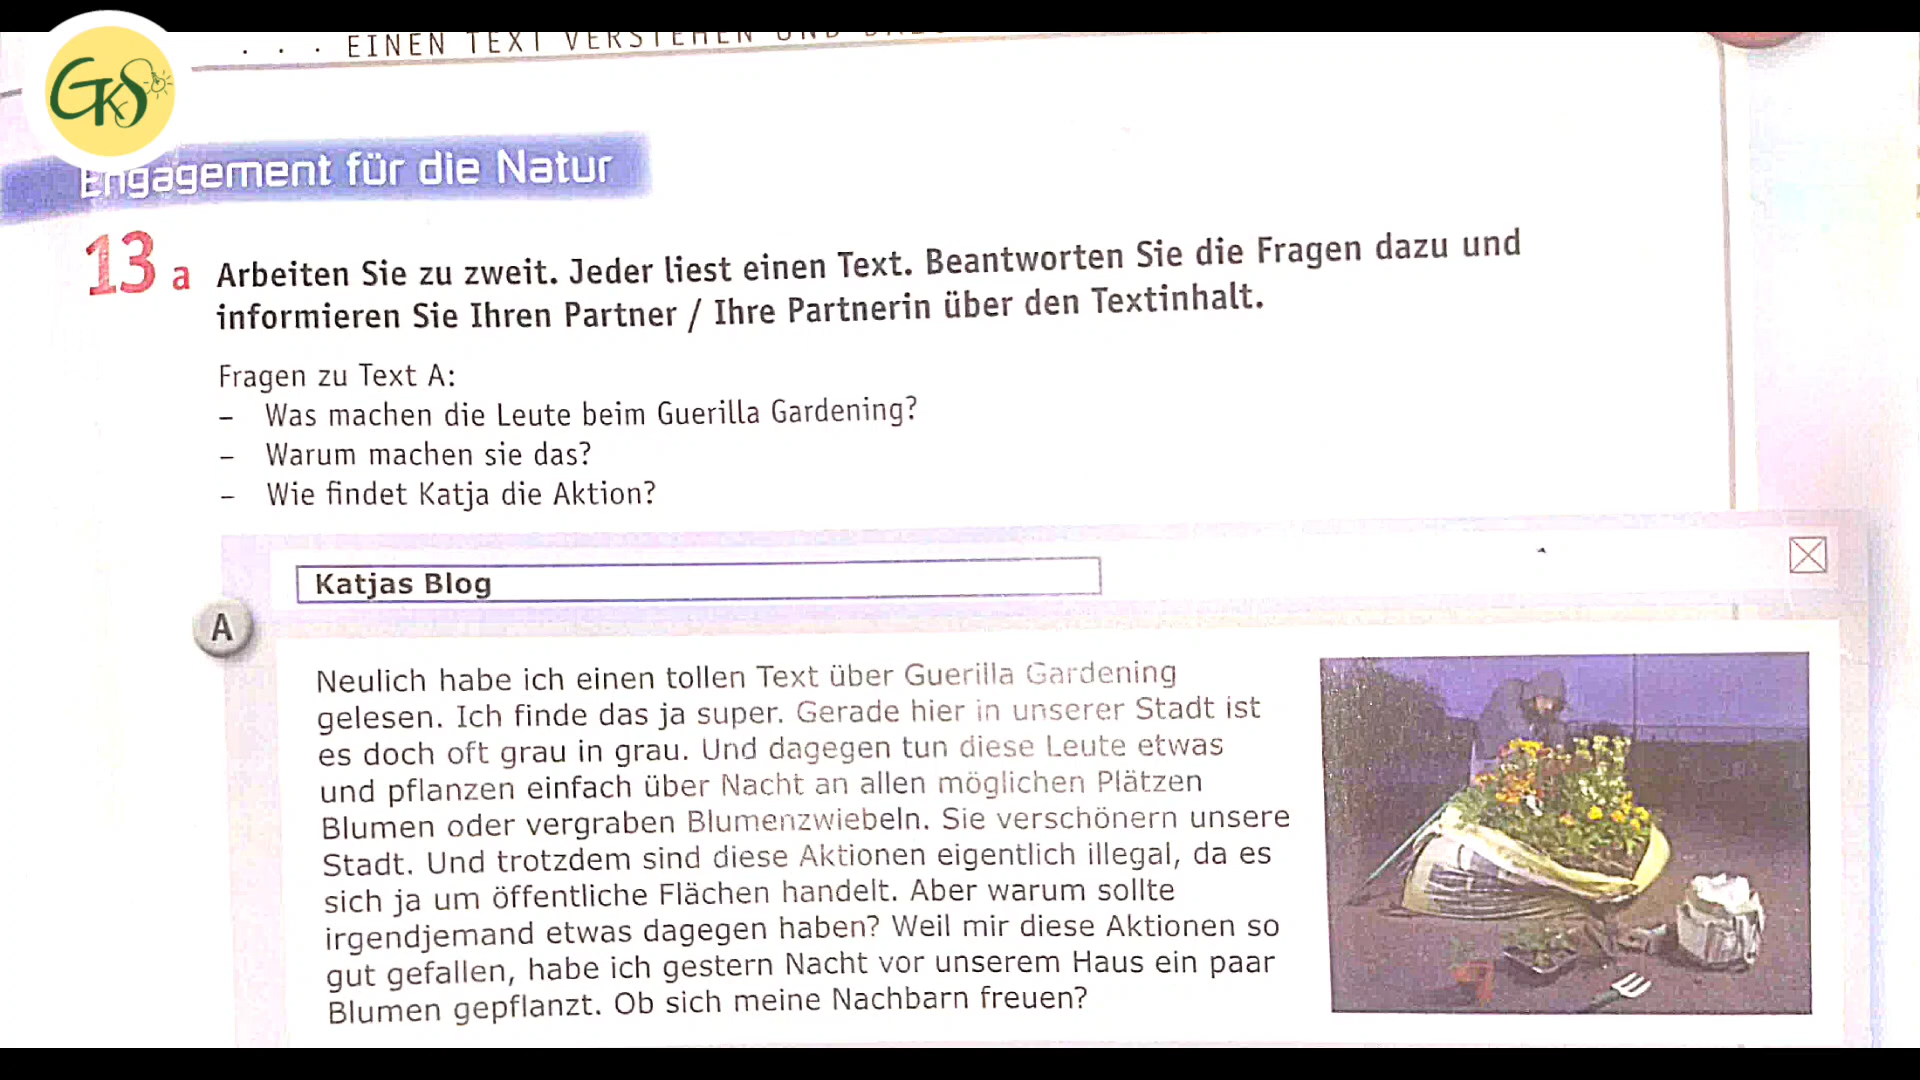 GKS
. . . EINEN TEXT VERSTEHEN UND
Engagement für die Natur
13 a Arbeiten Sie zu zweit. Jeder liest einen Text. Beantworten Sie die Fragen dazu und
informieren Sie Ihren Partner / Ihre Partnerin über den Textinhalt.
Fragen zu Text A:
– Was machen die Leute beim Guerilla Gardening?
– Warum machen sie das?
– Wie findet Katja die Aktion?
Katjas Blog
A
Neulich habe ich einen tollen Text über Guerilla Gardening
gelesen. Ich finde das ja super. Gerade hier in unserer Stadt ist
es doch oft grau in grau. Und dagegen tun diese Leute etwas
und pflanzen einfach über Nacht an allen möglichen Plätzen
Blumen oder vergraben Blumenzwiebeln. Sie verschönern unsere
Stadt. Und trotzdem sind diese Aktionen eigentlich illegal, da es
sich ja um öffentliche Flächen handelt. Aber warum sollte
irgendjemand etwas dagegen haben? Weil mir diese Aktionen so
gut gefallen, habe ich gestern Nacht vor unserem Haus ein paar
Blumen gepflanzt. Ob sich meine Nachbarn freuen?